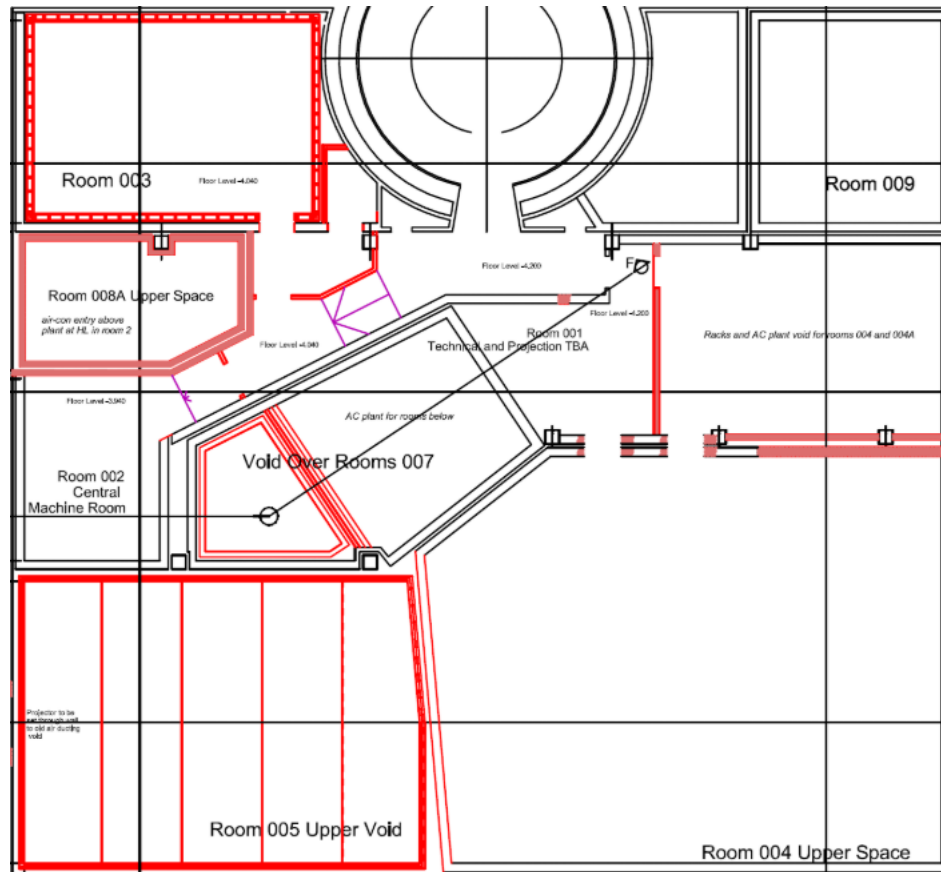 Room 003
Floor Level -4.040
Room 009
Floor Level -4.200
F
Room 008A Upper Space
air-con entry above
plant at HL in room 2
Floor Level -4.200
Room 001
Technical and Projection TBA
Racks and AC plant void for rooms 004 and 004A
Floor Level -4.040
Floor Level -3.940
AC plant for rooms below
Void Over Rooms 007
Room 002
Central
Machine Room
Projector to be
set through wall
to old air ducting
void
Room 005 Upper Void
Room 004 Upper Space